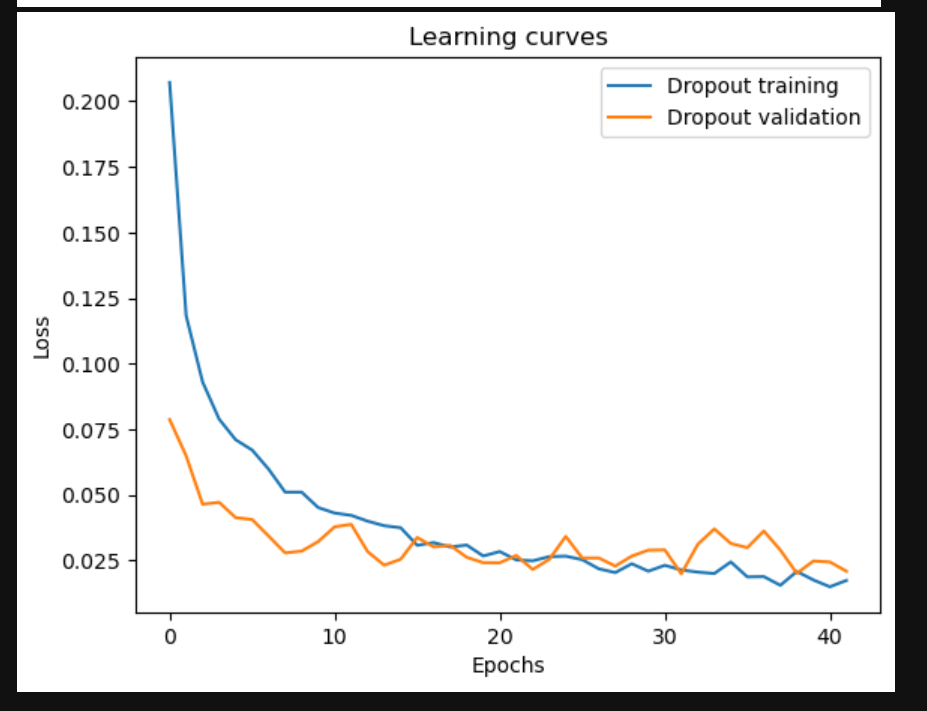 Learning curves
Dropout training
Dropout validation
0.200
0.175
0.150
0.125
0.100
0.075
0.050
0.025
Loss
0 10 20 30 40
Epochs